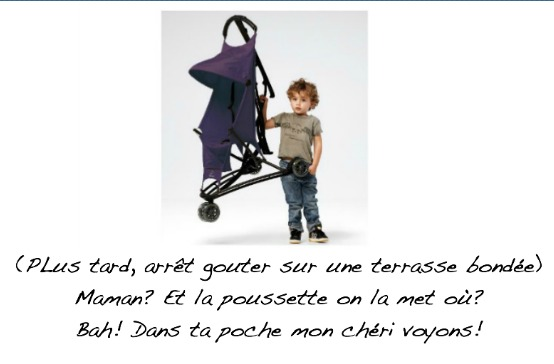 (PLus tard, arrêt gouter sur une terrasse bondée)
Maman? Et la poussette on la met où?
Bah! Dans ta poche mon chéri voyons!